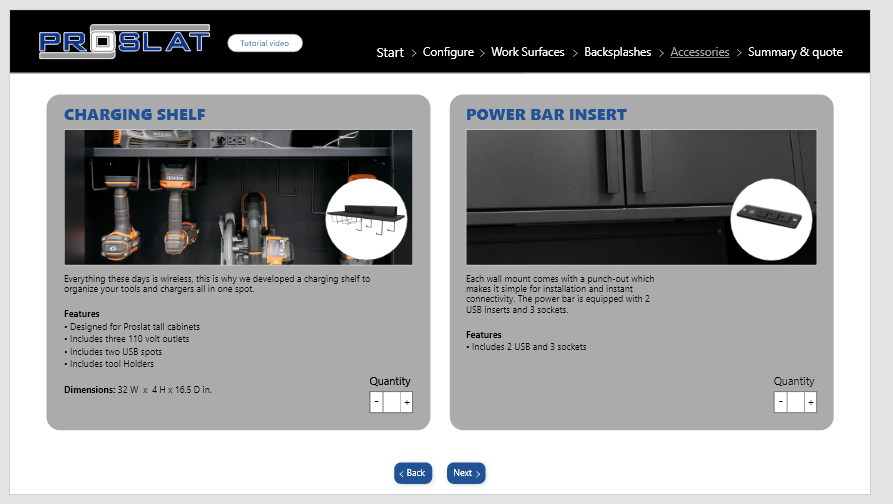 PROSLAT
Tutorial video
Start > Configure > Work Surfaces > Backsplashes > Accessories > Summary & quote
CHARGING SHELF
Everything these days is wireless, this is why we developed a charging shelf to
organize your tools and chargers all in one spot.
Features
• Designed for Proslat tall cabinets
• Includes three 110 volt outlets
• Includes two USB spots
• Includes tool Holders
Dimensions: 32 W x 4 H x 16.5 D in.
Quantity
- +
POWER BAR INSERT
Each wall mount comes with a punch-out which
makes it simple for installation and instant
connectivity. The power bar is equipped with 2
USB inserts and 3 sockets.
Features
• Includes 2 USB and 3 sockets
Quantity
- +
< Back
Next >